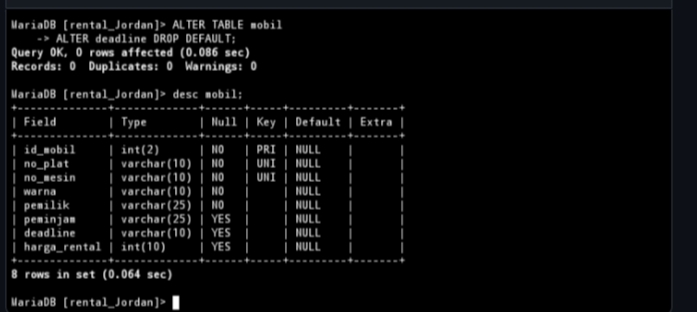 MariaDB [rental_Jordan]> ALTER TABLE mobil
    -> ALTER deadline DROP DEFAULT;
Query OK, 0 rows affected (0.086 sec)
Records: 0  Duplicates: 0  Warnings: 0
MariaDB [rental_Jordan]> desc mobil;
+--------------+-------------+------+-----+---------+-------+
| Field        | Type        | Null | Key | Default | Extra |
+--------------+-------------+------+-----+---------+-------+
| id_mobil     | int(2)      | NO   | PRI | NULL    |       |
| no_plat      | varchar(10) | NO   | UNI | NULL    |       |
| no_mesin     | varchar(10) | NO   | UNI | NULL    |       |
| warna        | varchar(10) | NO   |     | NULL    |       |
| pemilik      | varchar(25) | NO   |     | NULL    |       |
| peminjam     | varchar(25) | YES  |     | NULL    |       |
| deadline     | varchar(10) | YES  |     | NULL    |       |
| harga_rental | int(10)     | YES  |     | NULL    |       |
+--------------+-------------+------+-----+---------+-------+
8 rows in set (0.064 sec)
MariaDB [rental_Jordan]>